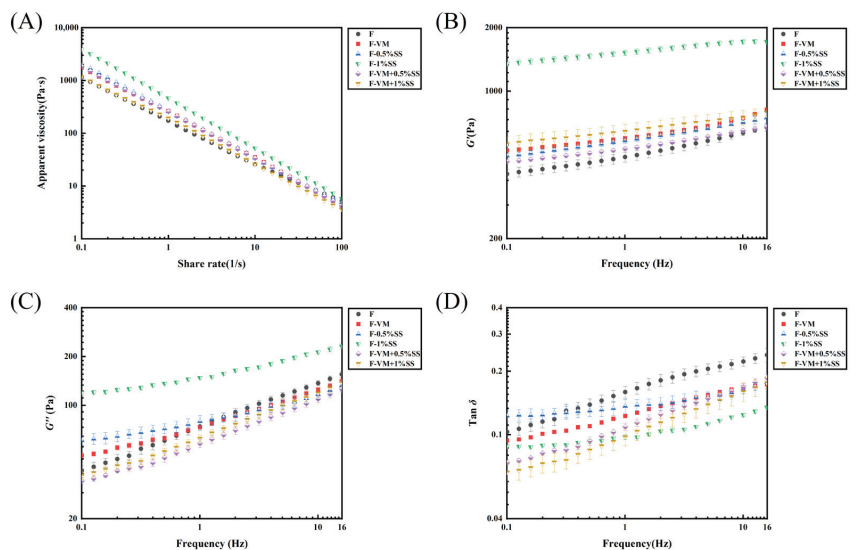 (A)
10,000
1000
100
10
1
0.1
1
10
100
Apparent viscosity(Pa·s)
Share rate(1/s)
F
F-VM
F-0.5%SS
F-1%SS
F-VM+0.5%SS
F-VM+1%SS
(B)
2000
1000
200
0.1
1
10
16
G'(Pa)
Frequency (Hz)
F
F-VM
F-0.5%SS
F-1%SS
F-VM+0.5%SS
F-VM+1%SS
(C)
400
200
100
20
0.1
1
10
16
G'' (Pa)
Frequency (Hz)
F
F-VM
F-0.5%SS
F-1%SS
F-VM+0.5%SS
F-VM+1%SS
(D)
0.4
0.3
0.2
0.1
0.04
0.1
1
10
16
Tan δ
Frequency(Hz)
F
F-VM
F-0.5%SS
F-1%SS
F-VM+0.5%SS
F-VM+1%SS